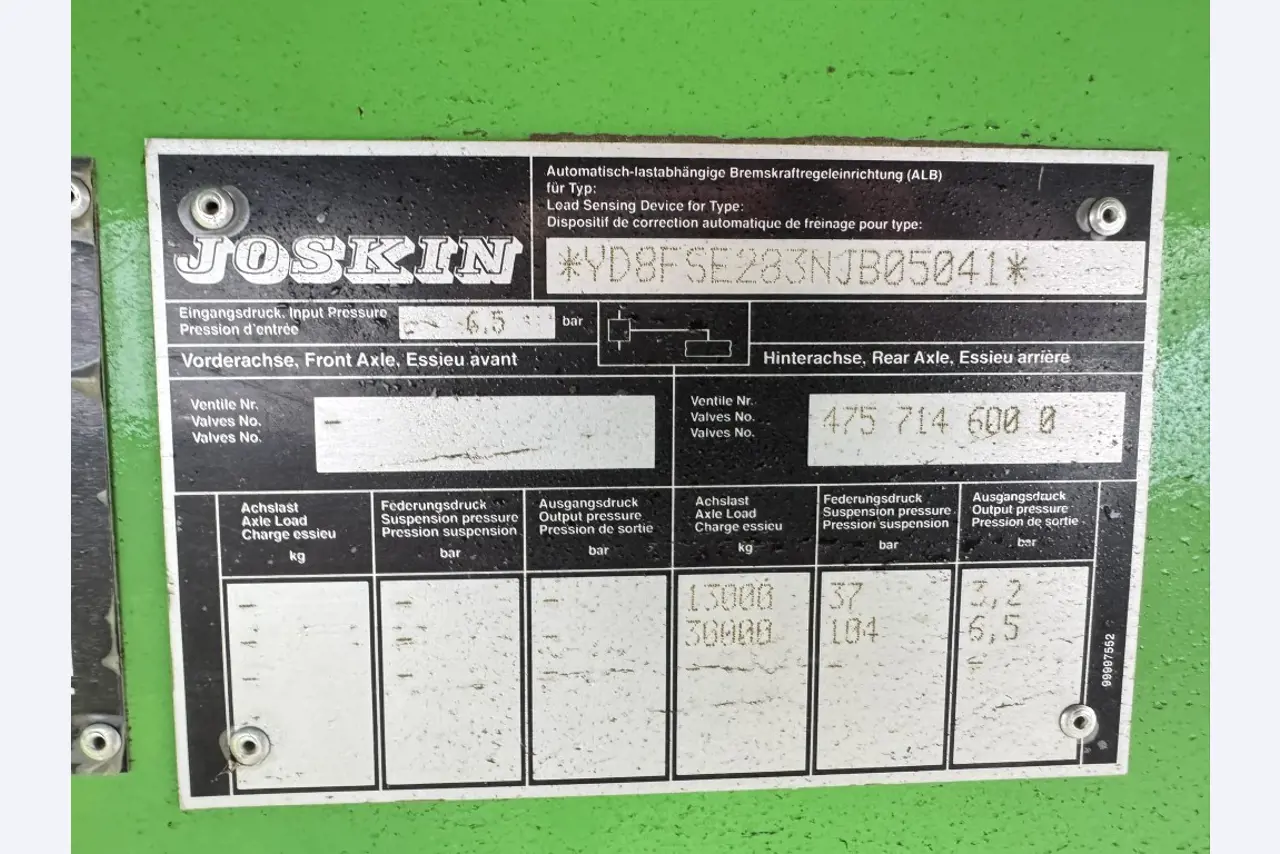 JOSKIN
Automatisch-lastabhängige Bremskraftregeleinrichtung (ALB)
für Typ:
Load Sensing Device for Type:
Dispositif de correction automatique de freinage pour type:
*YD8FSE283NJB05041*
Eingangsdruck, Input Pressure
Pression d'entrée
6,5
bar
Vorderachse, Front Axle, Essieu avant
Hinterachse, Rear Axle, Essieu arrière
Ventile Nr.
Valves No.
Valves No.
-
Ventile Nr.
Valves No.
Valves No.
475 714 600 0
Achslast
Axle Load
Charge essieu
kg
Federungsdruck
Suspension pressure
Pression suspension
bar
Ausgangsdruck
Output pressure
Pression de sortie
bar
Achslast
Axle Load
Charge essieu
kg
Federungsdruck
Suspension pressure
Pression suspension
bar
Ausgangsdruck
Output pressure
Pression de sortie
bar
- - - 13000 37 3,2
- - - 30000 104 6,5
- - - - - -
99997552